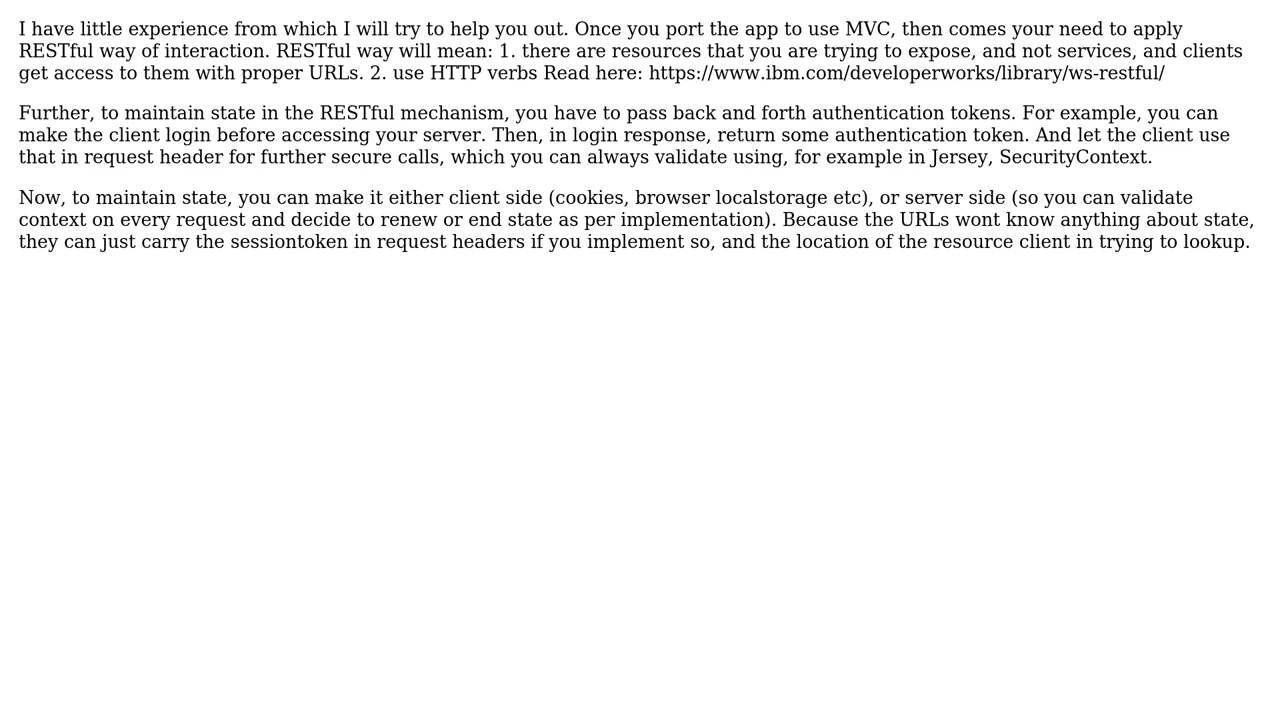 I have little experience from which I will try to help you out. Once you port the app to use MVC, then comes your need to apply
RESTful way of interaction. RESTful way will mean: 1. there are resources that you are trying to expose, and not services, and clients
get access to them with proper URLs. 2. use HTTP verbs Read here: https://www.ibm.com/developerworks/library/ws-restful/
Further, to maintain state in the RESTful mechanism, you have to pass back and forth authentication tokens. For example, you can
make the client login before accessing your server. Then, in login response, return some authentication token. And let the client use
that in request header for further secure calls, which you can always validate using, for example in Jersey, SecurityContext.
Now, to maintain state, you can make it either client side (cookies, browser localstorage etc), or server side (so you can validate
context on every request and decide to renew or end state as per implementation). Because the URLs wont know anything about state,
they can just carry the sessiontoken in request headers if you implement so, and the location of the resource client in trying to lookup.